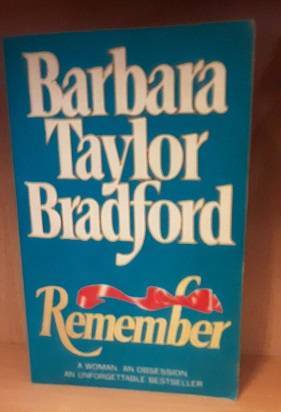 Barbara
Taylor
Bradford
Remember
A WOMAN. AN OBSESSION.
AN UNFORGETTABLE BESTSELLER